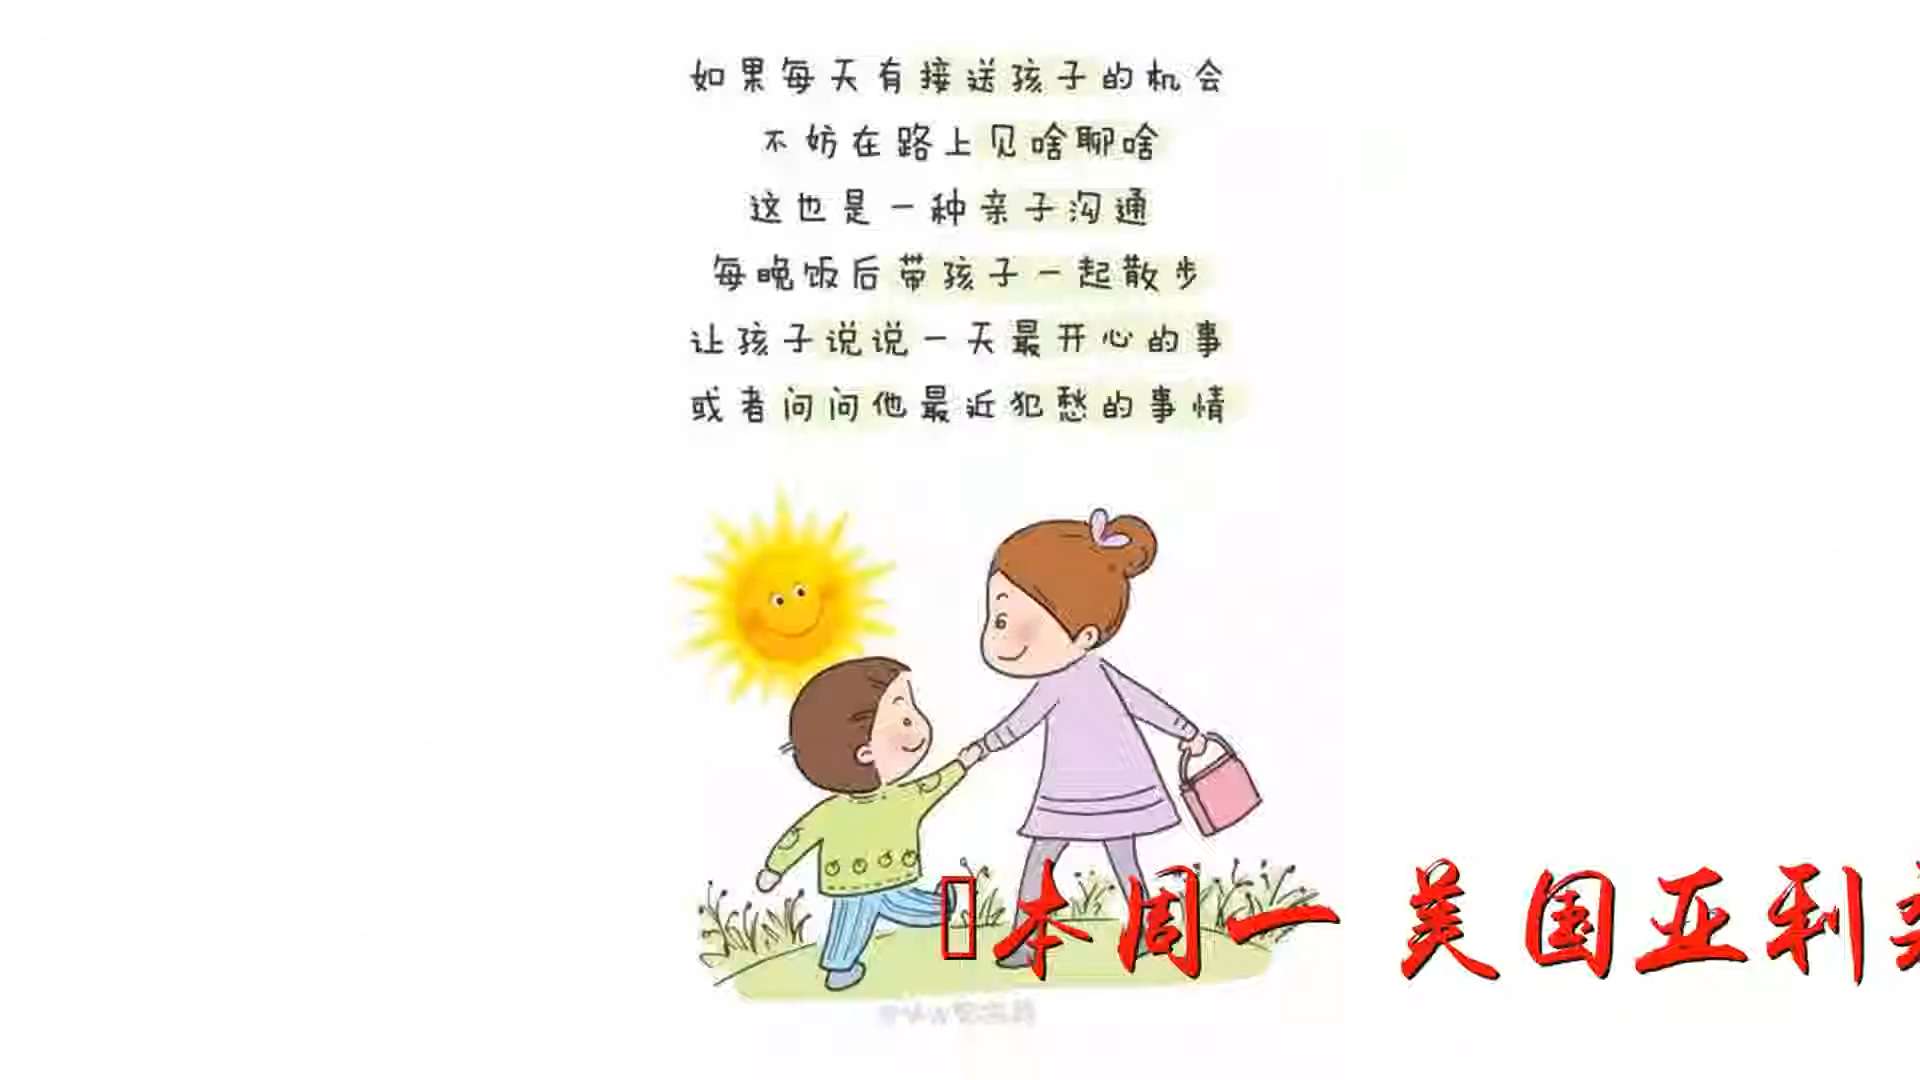 如果每天有接送孩子的机会
不妨在路上见啥聊啥
这也是一种亲子沟通
每晚饭后带孩子一起散步
让孩子说说一天最开心的事
或者问问他最近犯愁的事情
本周一 美国亚利